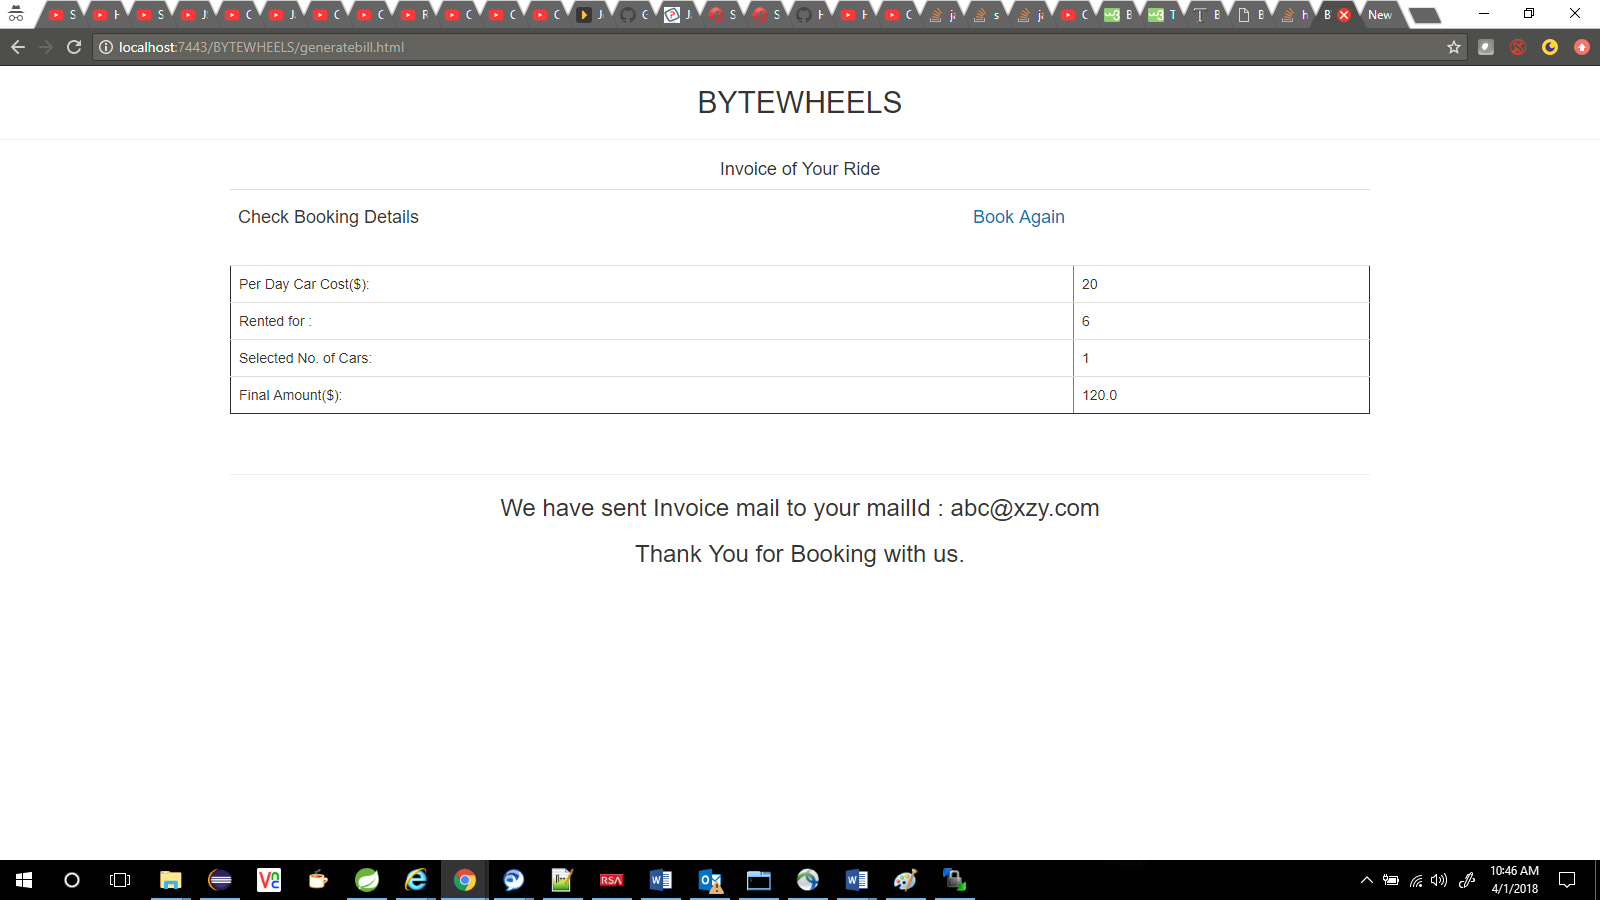 New
localhost:7443/BYTEWHEELS/generatebill.html
BYTEWHEELS
Invoice of Your Ride
Check Booking Details
Book Again
Per Day Car Cost($): 20
Rented for : 6
Selected No. of Cars: 1
Final Amount($): 120.0
We have sent Invoice mail to your mailId : abc@xzy.com
Thank You for Booking with us.
RSA
10:46 AM
4/1/2018